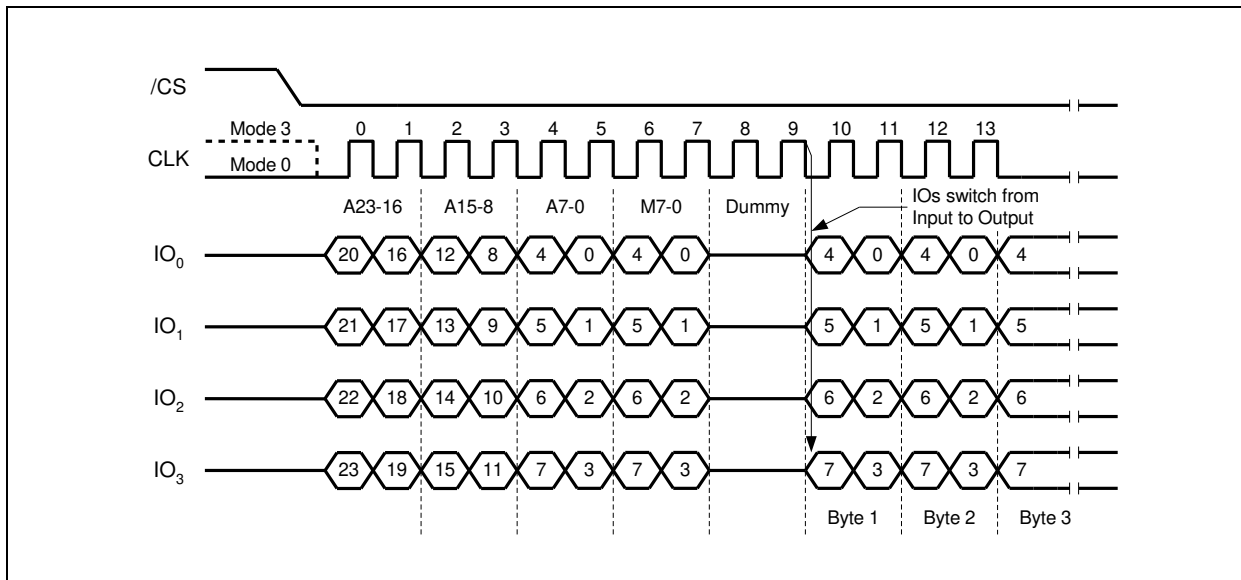 /CS
Mode 3 0 1 2 3 4 5 6 7 8 9 10 11 12 13
CLK
Mode 0
IOs switch from
Input to Output
A23-16 A15-8 A7-0 M7-0 Dummy
IO0 20 16 12 8 4 0 4 0 4 0 4 0 4
IO1 21 17 13 9 5 1 5 1 5 1 5 1 5
IO2 22 18 14 10 6 2 6 2 6 2 6 2 6
IO3 23 19 15 11 7 3 7 3 7 3 7 3 7
Byte 1 Byte 2 Byte 3